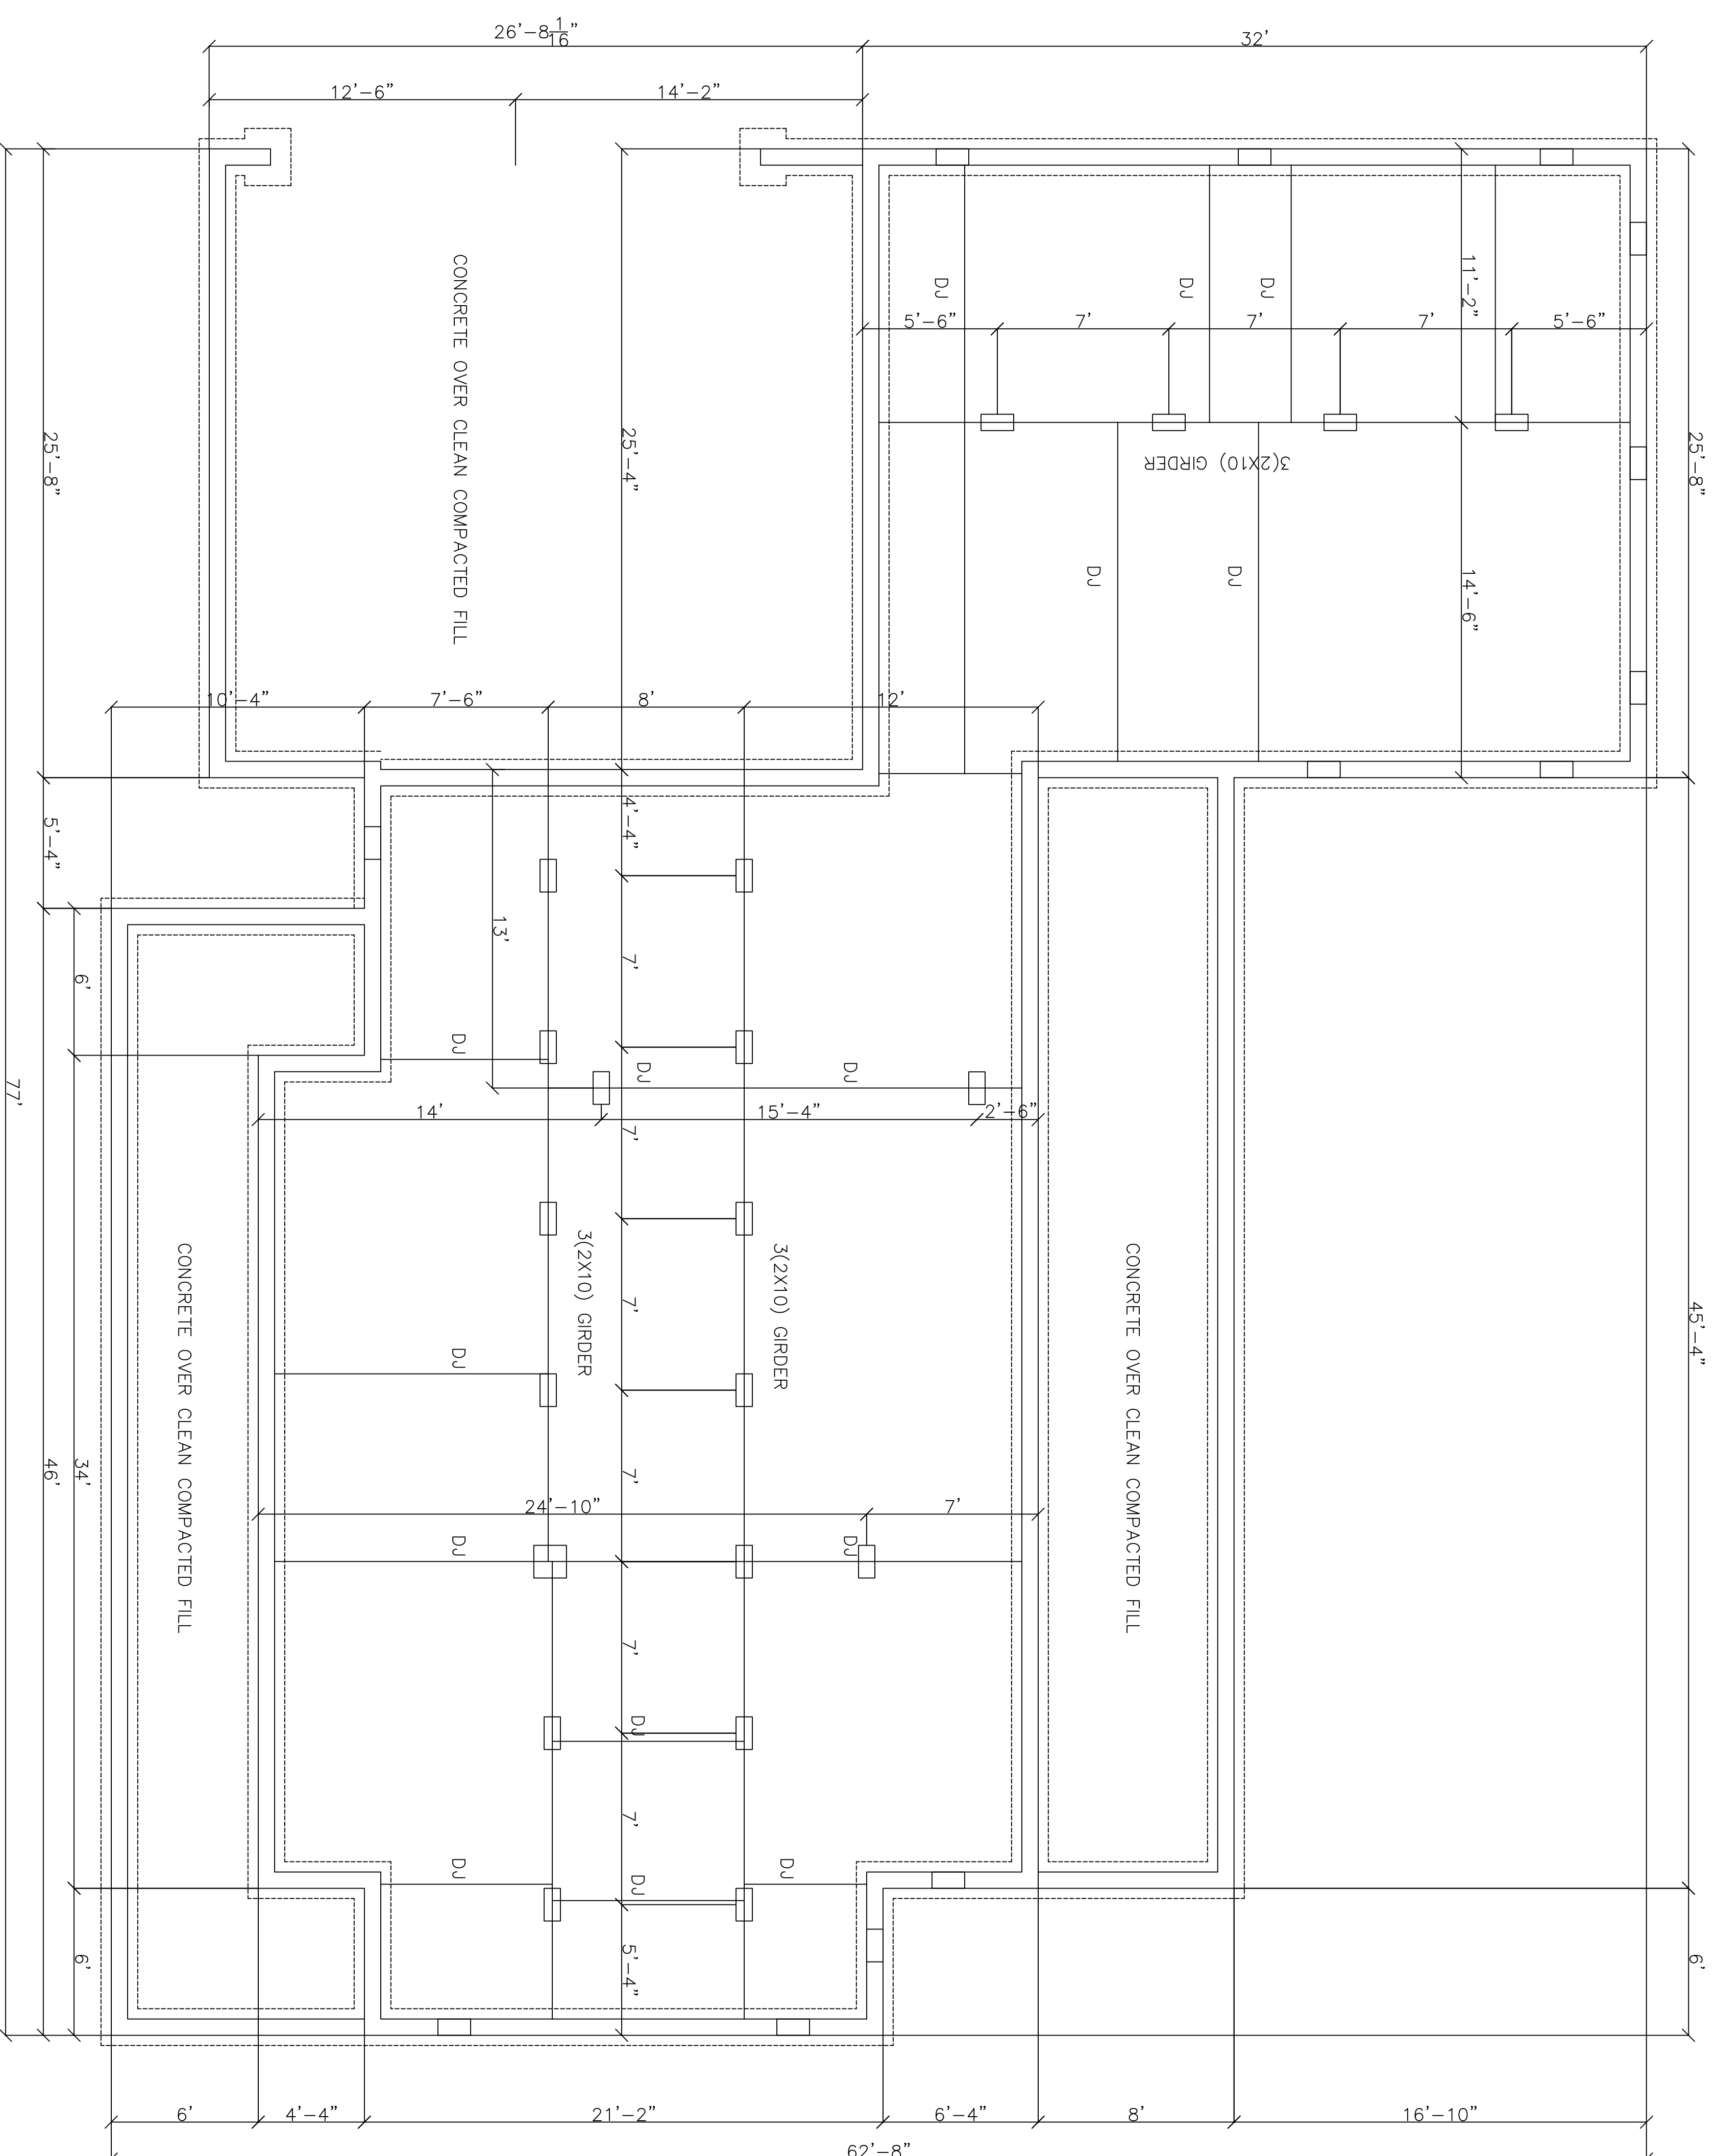 26'-8 1/16"
32'
12'-6"
14'-2"
5'-6"
7'
7'
7'
5'-6"
11'-2"
14'-6"
DJ
DJ
DJ
DJ
DJ
3(2X10) GIRDER
CONCRETE OVER CLEAN COMPACTED FILL
25'-4"
25'-8"
25'-8"
10'-4"
7'-6"
8'
12'
5'-4"
4'-4"
13'
6'
7'
DJ
DJ
DJ
77'
14'
15'-4"
2'-6"
7'
3(2X10) GIRDER
3(2X10) GIRDER
CONCRETE OVER CLEAN COMPACTED FILL
CONCRETE OVER CLEAN COMPACTED FILL
7'
45'-4"
DJ
46'
34'
7'
24'-10"
7'
DJ
DJ
7'
DJ
7'
DJ
DJ
DJ
6'
5'-4"
6'
6'
4'-4"
21'-2"
6'-4"
8'
16'-10"
62'-8"